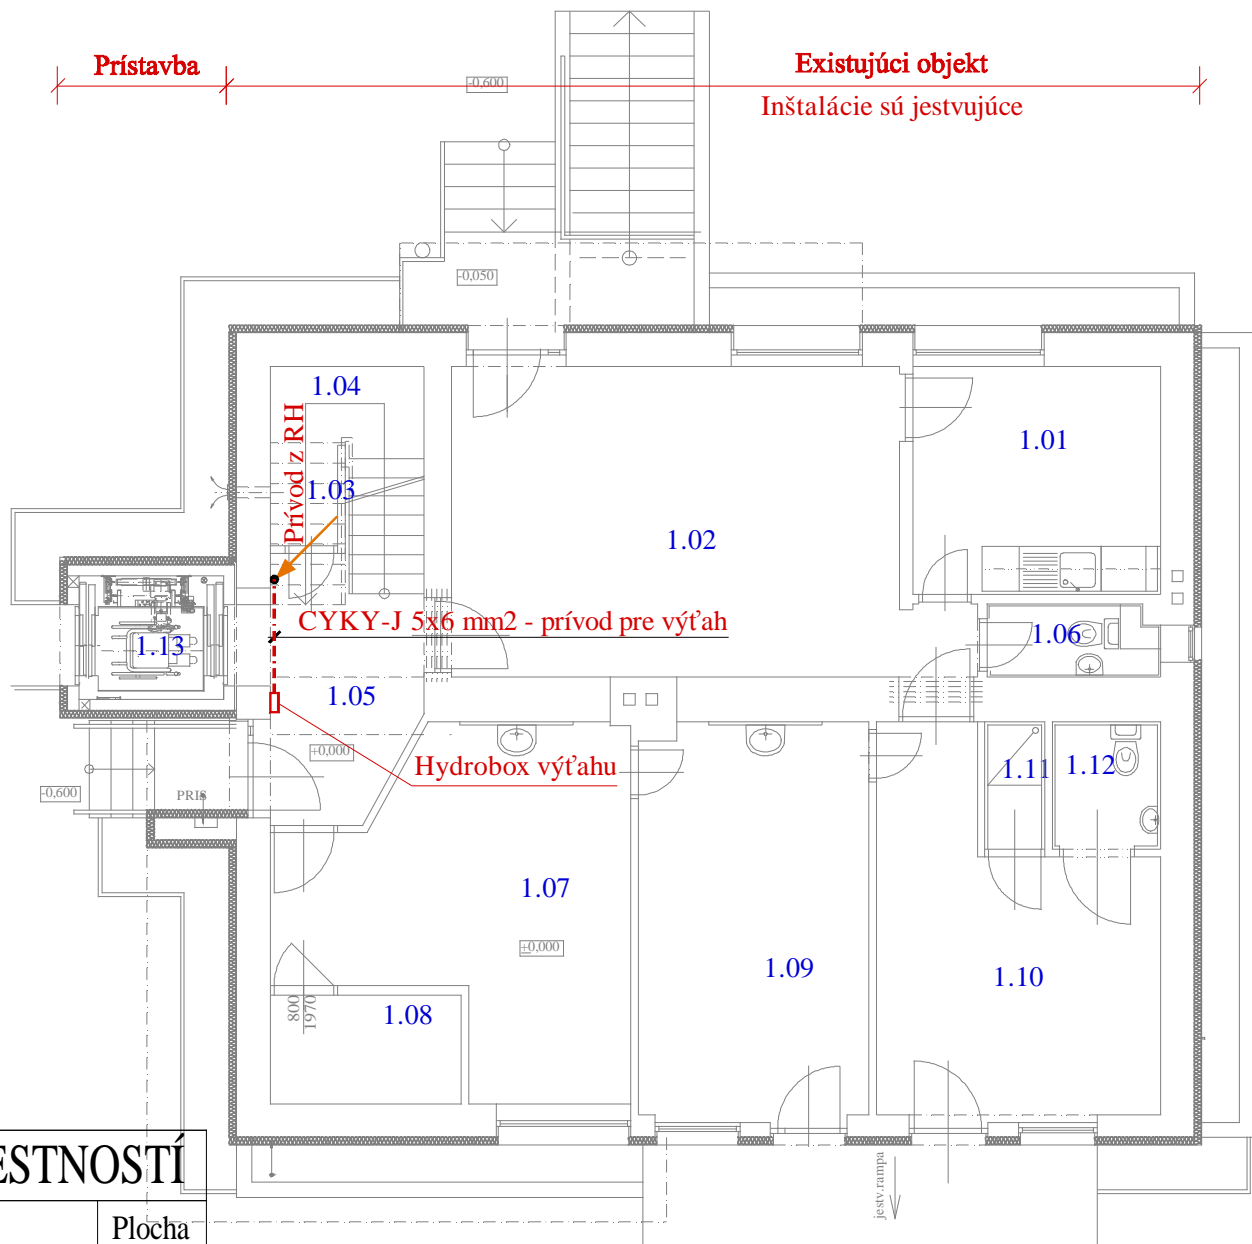 Prístavba
Existujúci objekt
-0,600
Inštalácie sú jestvujúce
-0,050
1.04
Prívod z RH
1.03
1.01
1.02
CYKY-J 5x6 mm2 - prívod pre výťah
1.13
1.06
1.05
±0,000
Hydrobox výťahu
1.11
1.12
-0,600
PRIS
1.07
±0,000
1.09
1.10
800
1970
1.08
ESTNOSTÍ
jestv.rampa
Plocha